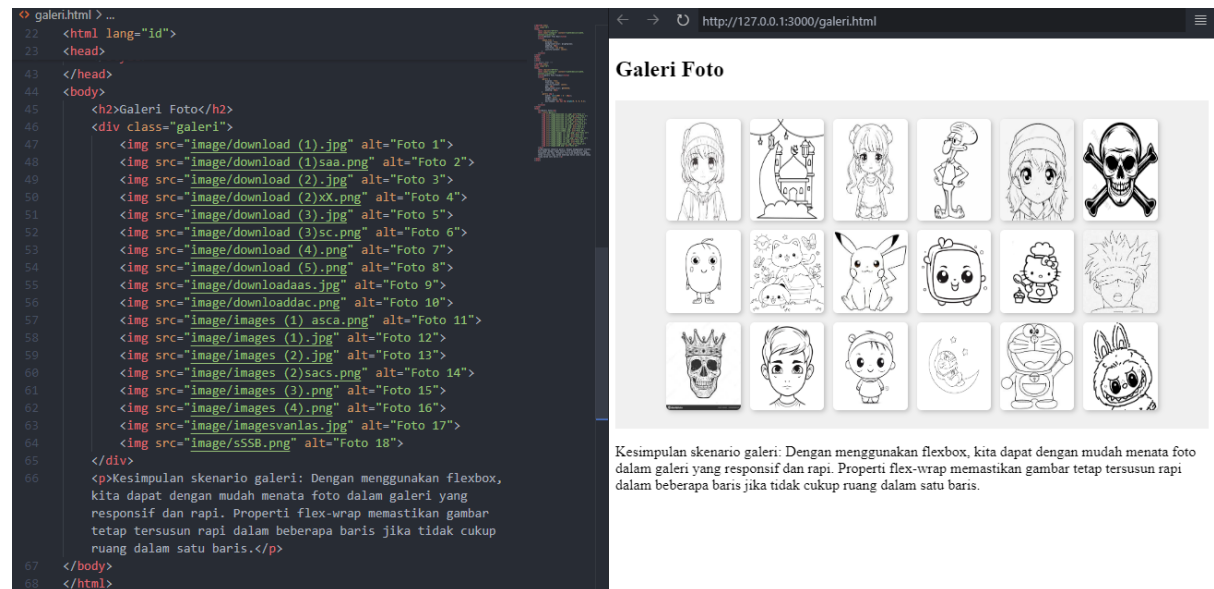 galeri.html > ...
22 <html lang="id">
23 <head>
43 </head>
44 <body>
45 <h2>Galeri Foto</h2>
46 <div class="galeri">
47 <img src="image/download (1).jpg" alt="Foto 1">
48 <img src="image/download (1)saa.png" alt="Foto 2">
49 <img src="image/download (2).jpg" alt="Foto 3">
50 <img src="image/download (2)xX.png" alt="Foto 4">
51 <img src="image/download (3).jpg" alt="Foto 5">
52 <img src="image/download (3)sc.png" alt="Foto 6">
53 <img src="image/download (4).png" alt="Foto 7">
54 <img src="image/download (5).png" alt="Foto 8">
55 <img src="image/downloadaas.jpg" alt="Foto 9">
56 <img src="image/downloaddac.png" alt="Foto 10">
57 <img src="image/images (1) asca.png" alt="Foto 11">
58 <img src="image/images (1).jpg" alt="Foto 12">
59 <img src="image/images (2).jpg" alt="Foto 13">
60 <img src="image/images (2)sacs.png" alt="Foto 14">
61 <img src="image/images (3).png" alt="Foto 15">
62 <img src="image/images (4).png" alt="Foto 16">
63 <img src="image/imagesvanlas.jpg" alt="Foto 17">
64 <img src="image/sSSB.png" alt="Foto 18">
65 </div>
66 <p>Kesimpulan skenario galeri: Dengan menggunakan flexbox,
kita dapat dengan mudah menata foto dalam galeri yang
responsif dan rapi. Properti flex-wrap memastikan gambar
tetap tersusun rapi dalam beberapa baris jika tidak cukup
ruang dalam satu baris.</p>
67 </body>
68 </html>
http://127.0.0.1:3000/galeri.html
Galeri Foto
Kesimpulan skenario galeri: Dengan menggunakan flexbox, kita dapat dengan mudah menata foto
dalam galeri yang responsif dan rapi. Properti flex-wrap memastikan gambar tetap tersusun rapi
dalam beberapa baris jika tidak cukup ruang dalam satu baris.